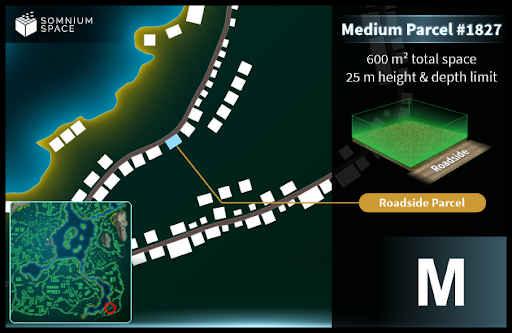 SOMNIUM
SPACE
Medium Parcel #1827
600 m² total space
25 m height & depth limit
Roadside
Roadside Parcel
M